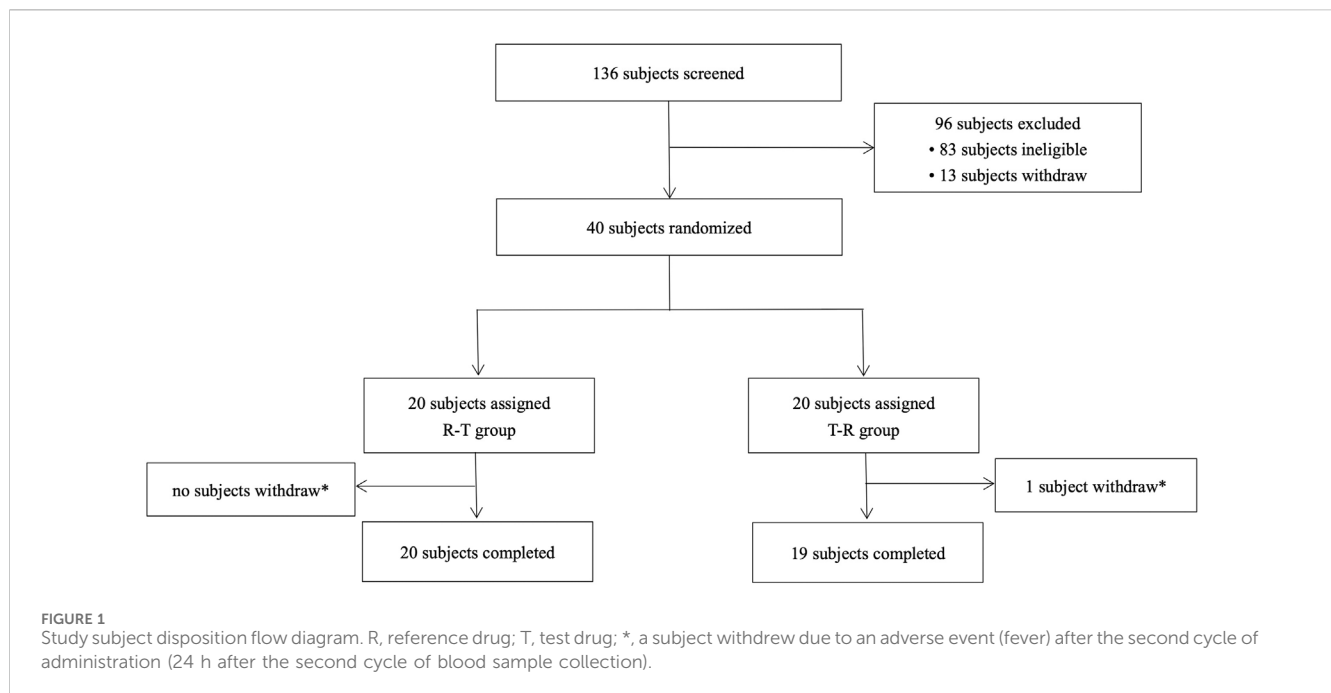 136 subjects screened
96 subjects excluded
• 83 subjects ineligible
• 13 subjects withdraw
40 subjects randomized
20 subjects assigned
R-T group
20 subjects assigned
T-R group
no subjects withdraw*
1 subject withdraw*
20 subjects completed
19 subjects completed
FIGURE 1
Study subject disposition flow diagram. R, reference drug; T, test drug; *, a subject withdrew due to an adverse event (fever) after the second cycle of
administration (24 h after the second cycle of blood sample collection).